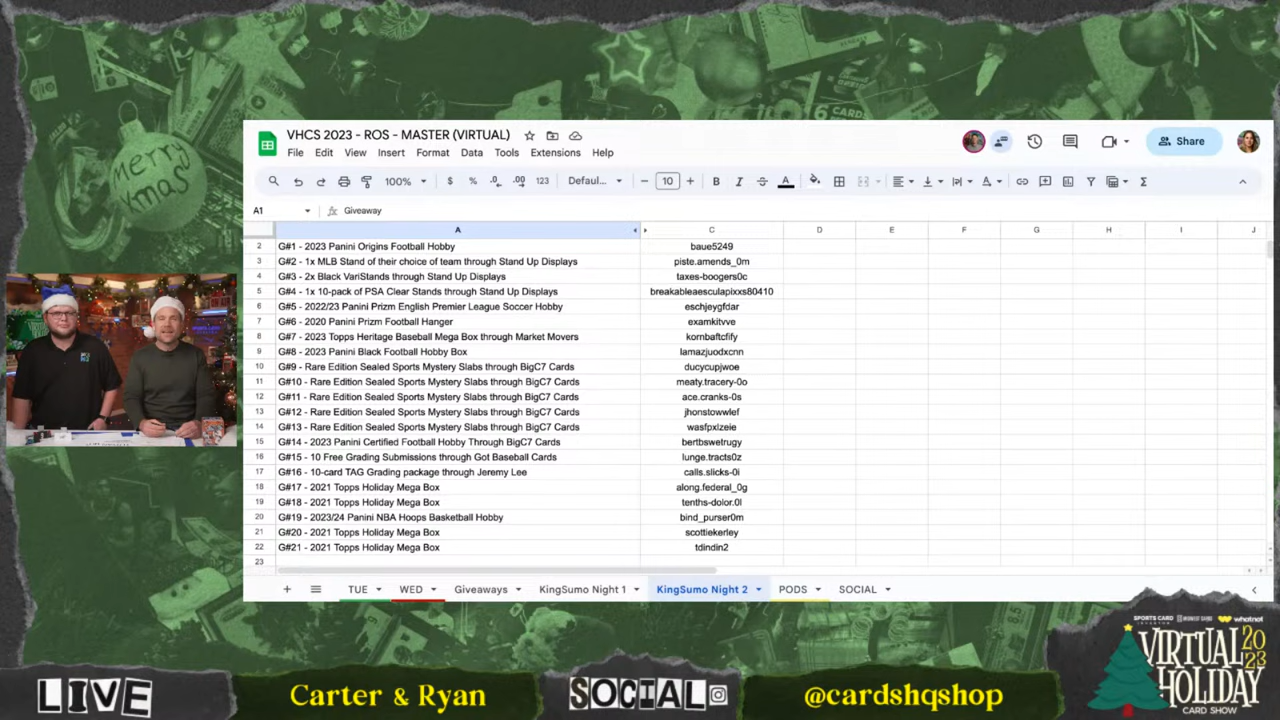 merry
xmas
VHCS 2023 - ROS - MASTER (VIRTUAL)
File Edit View Insert Format Data Tools Extensions Help
Share
100% $ % .0 .00 123 Defaul... 10 B I A
A1 fx Giveaway
A C D E F G H I J
2 G#1 - 2023 Panini Origins Football Hobby baue5249
3 G#2 - 1x MLB Stand of their choice of team through Stand Up Displays piste.amends_0m
4 G#3 - 2x Black VariStands through Stand Up Displays taxes-boogers0c
5 G#4 - 1x 10-pack of PSA Clear Stands through Stand Up Displays breakableaesculapixxs80410
6 G#5 - 2022/23 Panini Prizm English Premier League Soccer Hobby eschjeygfdar
7 G#6 - 2020 Panini Prizm Football Hanger examkitvve
8 G#7 - 2023 Topps Heritage Baseball Mega Box through Market Movers kornbaftcfify
9 G#8 - 2023 Panini Black Football Hobby Box lamazjuodxcnn
10 G#9 - Rare Edition Sealed Sports Mystery Slabs through BigC7 Cards ducycupjwoe
11 G#10 - Rare Edition Sealed Sports Mystery Slabs through BigC7 Cards meaty.tracery-0o
12 G#11 - Rare Edition Sealed Sports Mystery Slabs through BigC7 Cards ace.cranks-0s
13 G#12 - Rare Edition Sealed Sports Mystery Slabs through BigC7 Cards jhonstowwlef
14 G#13 - Rare Edition Sealed Sports Mystery Slabs through BigC7 Cards wasfpxlzeie
15 G#14 - 2023 Panini Certified Football Hobby Through BigC7 Cards bertbswetrugy
16 G#15 - 10 Free Grading Submissions through Got Baseball Cards lunge.tracts0z
17 G#16 - 10-card TAG Grading package through Jeremy Lee calls.slicks-0i
18 G#17 - 2021 Topps Holiday Mega Box along.federal_0g
19 G#18 - 2021 Topps Holiday Mega Box tenths-dolor.0l
20 G#19 - 2023/24 Panini NBA Hoops Basketball Hobby bind_purser0m
21 G#20 - 2021 Topps Holiday Mega Box scottiekerley
22 G#21 - 2021 Topps Holiday Mega Box tdindin2
23
TUE WED Giveaways KingSumo Night 1 KingSumo Night 2 PODS SOCIAL
SPORTS CARD INVESTOR MIDWEST CARDS whatnot
VIRTUAL 2023
HOLIDAY
CARD SHOW
LIVE Carter & Ryan SOCIAL @cardshqshop